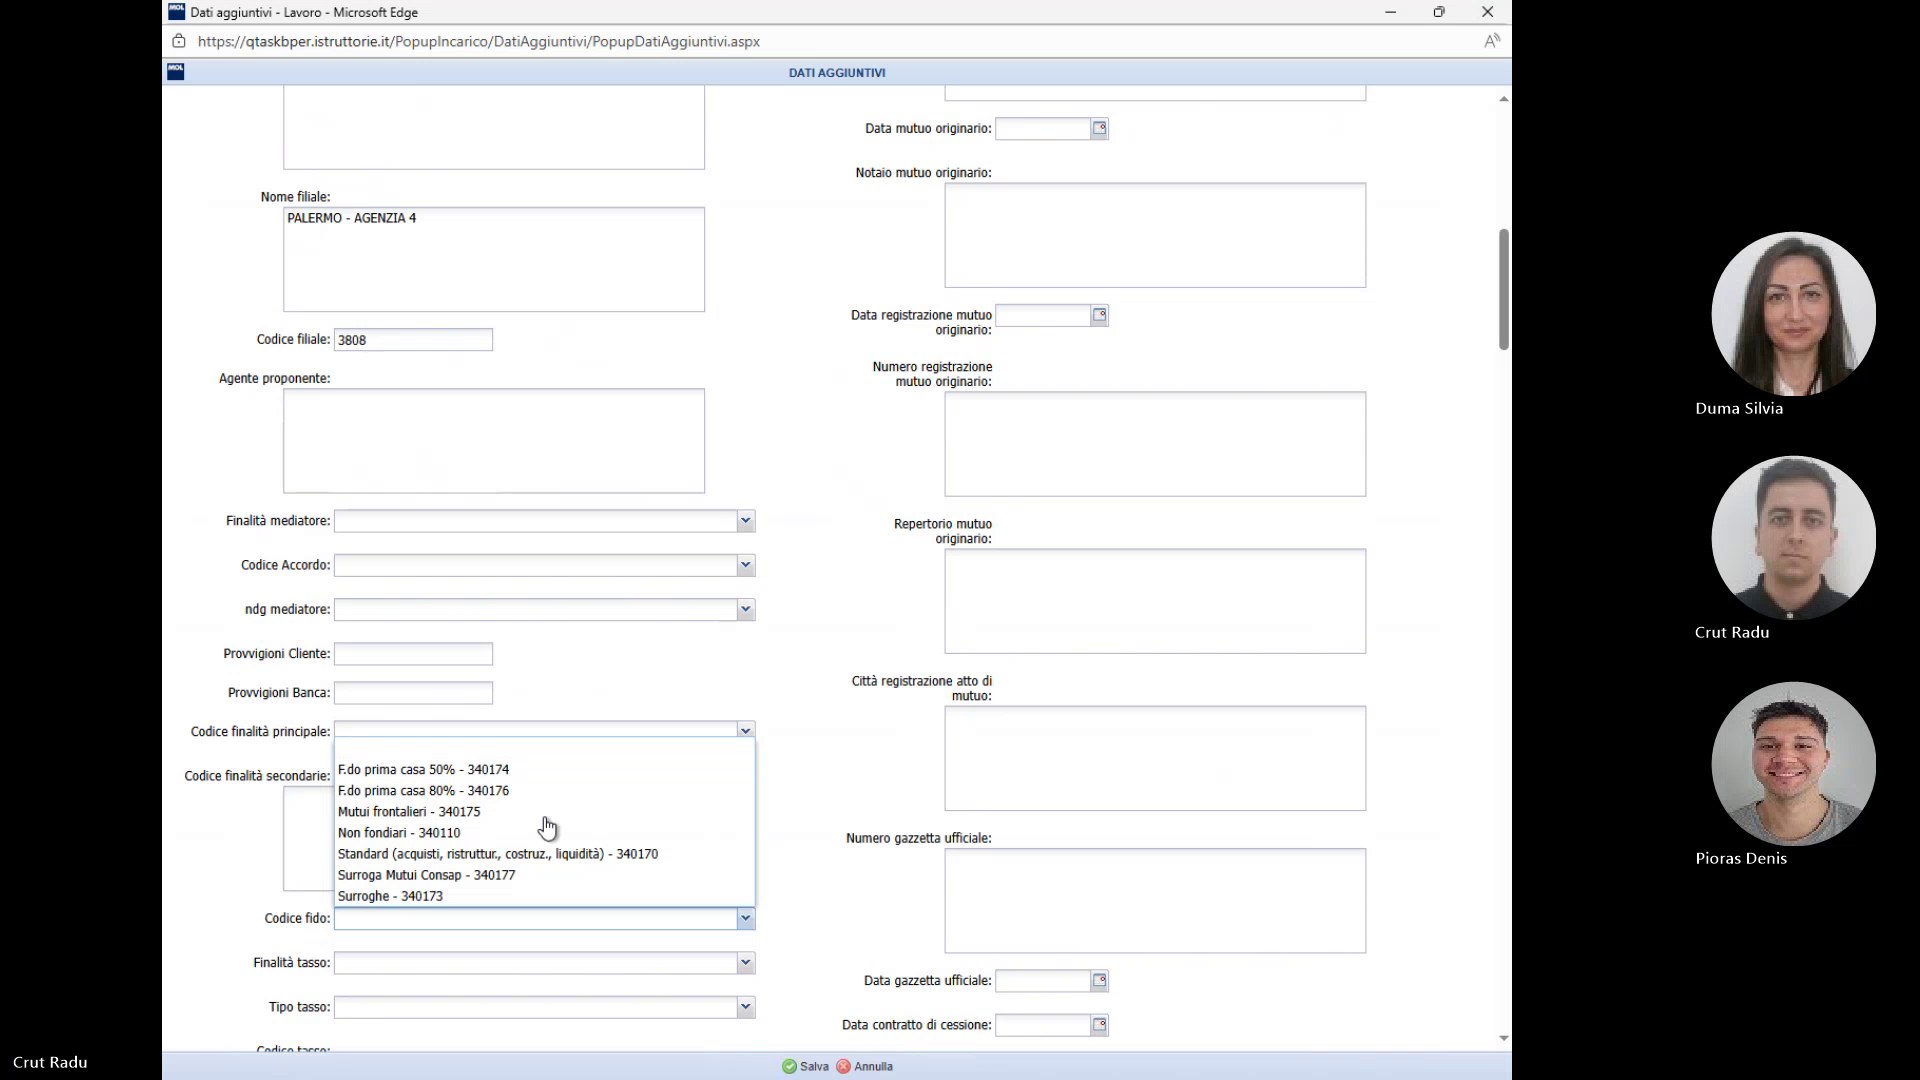 MOL
Dati aggiuntivi - Lavoro - Microsoft Edge
https://qtaskbper.istruttorie.it/PopupIncarico/DatiAggiuntivi/PopupDatiAggiuntivi.aspx
MOL
DATI AGGIUNTIVI
Nome filiale:
PALERMO - AGENZIA 4
Codice filiale:
3808
Agente proponente:
Finalità mediatore:
Codice Accordo:
ndg mediatore:
Provvigioni Cliente:
Provvigioni Banca:
Codice finalità principale:
Codice finalità secondarie:
F.do prima casa 50% - 340174
F.do prima casa 80% - 340176
Mutui frontalieri - 340175
Non fondiari - 340110
Standard (acquisti, ristruttur., costruz., liquidità) - 340170
Surroga Mutui Consap - 340177
Surroghe - 340173
Codice fido:
Finalità tasso:
Tipo tasso:
Codice tasso:
Data mutuo originario:
Notaio mutuo originario:
Data registrazione mutuo
originario:
Numero registrazione
mutuo originario:
Repertorio mutuo
originario:
Città registrazione atto di
mutuo:
Numero gazzetta ufficiale:
Data gazzetta ufficiale:
Data contratto di cessione:
Salva
Annulla
Duma Silvia
Crut Radu
Pioras Denis
Crut Radu